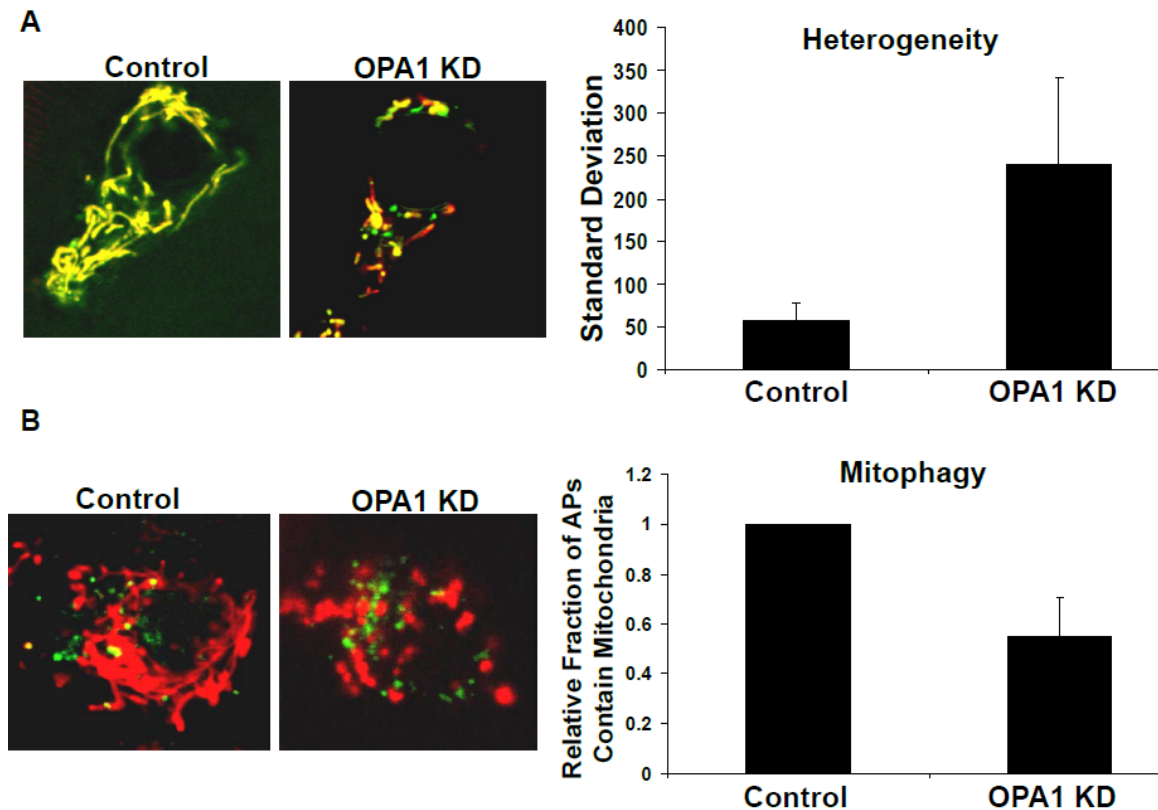 A
Control
OPA1 KD
Heterogeneity
Standard Deviation
400
350
300
250
200
150
100
50
0
Control
OPA1 KD
B
Control
OPA1 KD
Mitophagy
Relative Fraction of APs
Contain Mitochondria
1.2
1
0.8
0.6
0.4
0.2
0
Control
OPA1 KD